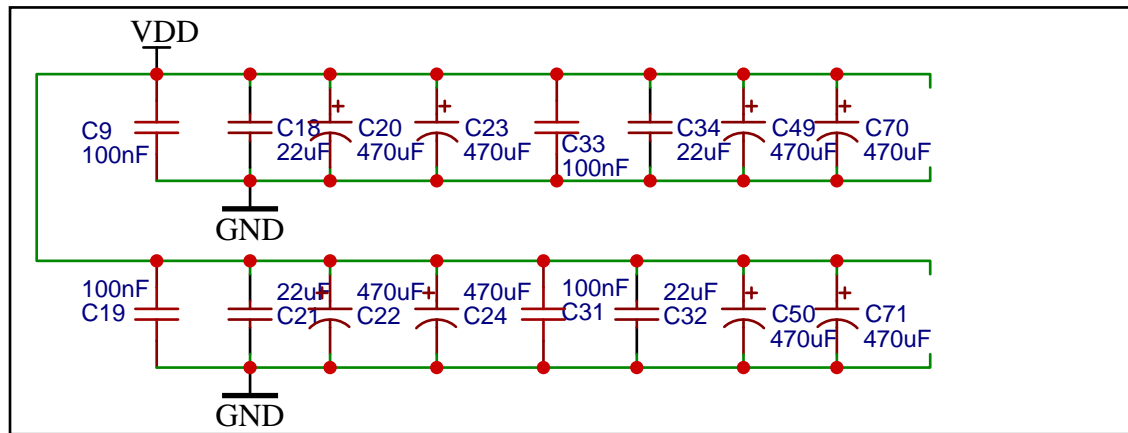 VDD
C9
100nF
C18
22uF
C20
470uF
C23
470uF
C33
100nF
C34
22uF
C49
470uF
C70
470uF
GND
100nF
C19
22uF
C21
470uF
C22
470uF
C24
100nF
C31
22uF
C32
C50
470uF
C71
470uF
GND